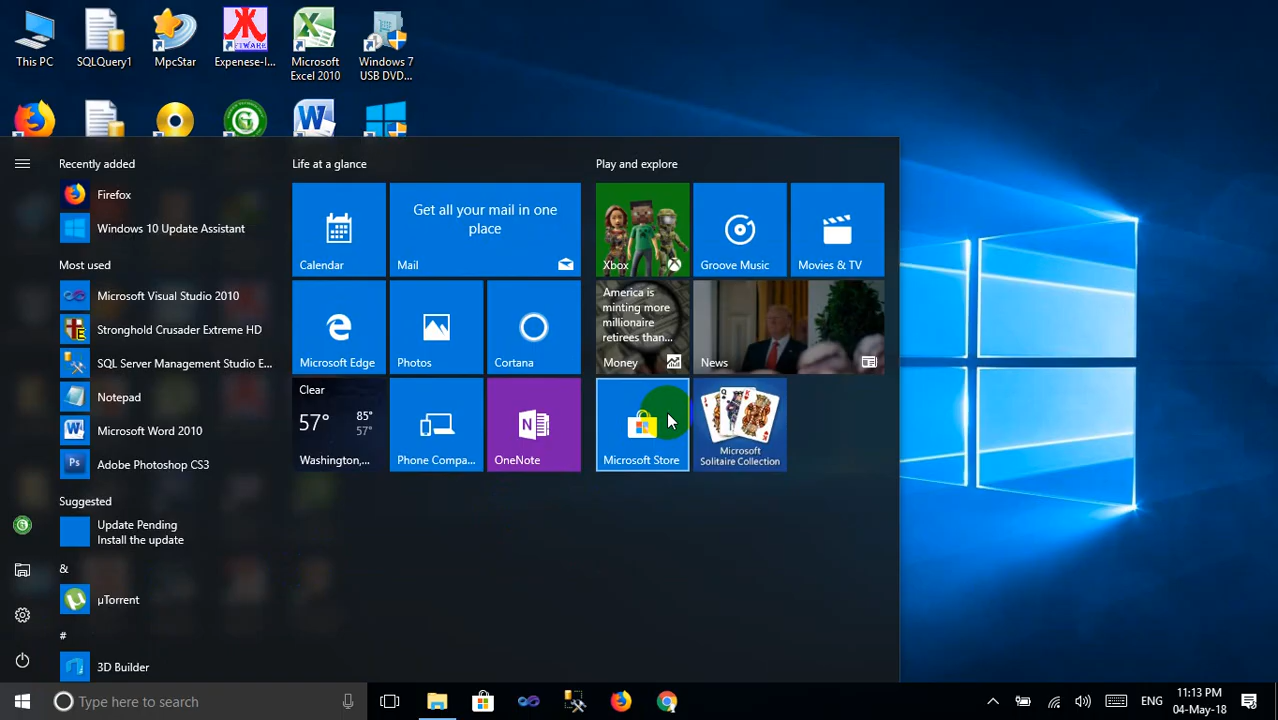 This PC
SQLQuery1
MpcStar
Expenese-I...
Microsoft
Excel 2010
Windows 7
USB DVD...
Recently added
Firefox
Windows 10 Update Assistant
Most used
Microsoft Visual Studio 2010
Stronghold Crusader Extreme HD
SQL Server Management Studio E...
Notepad
Microsoft Word 2010
Adobe Photoshop CS3
Suggested
Update Pending
Install the update
&
µTorrent
#
3D Builder
Life at a glance
Calendar
Get all your mail in one
place
Mail
Microsoft Edge
Photos
Cortana
Clear
57° 85°
57°
Washington,...
Phone Compa...
OneNote
Play and explore
Xbox
Groove Music
Movies & TV
America is
minting more
millionaire
retirees than...
Money
News
Microsoft Store
Microsoft
Solitaire Collection
Type here to search
ENG
11:13 PM
04-May-18